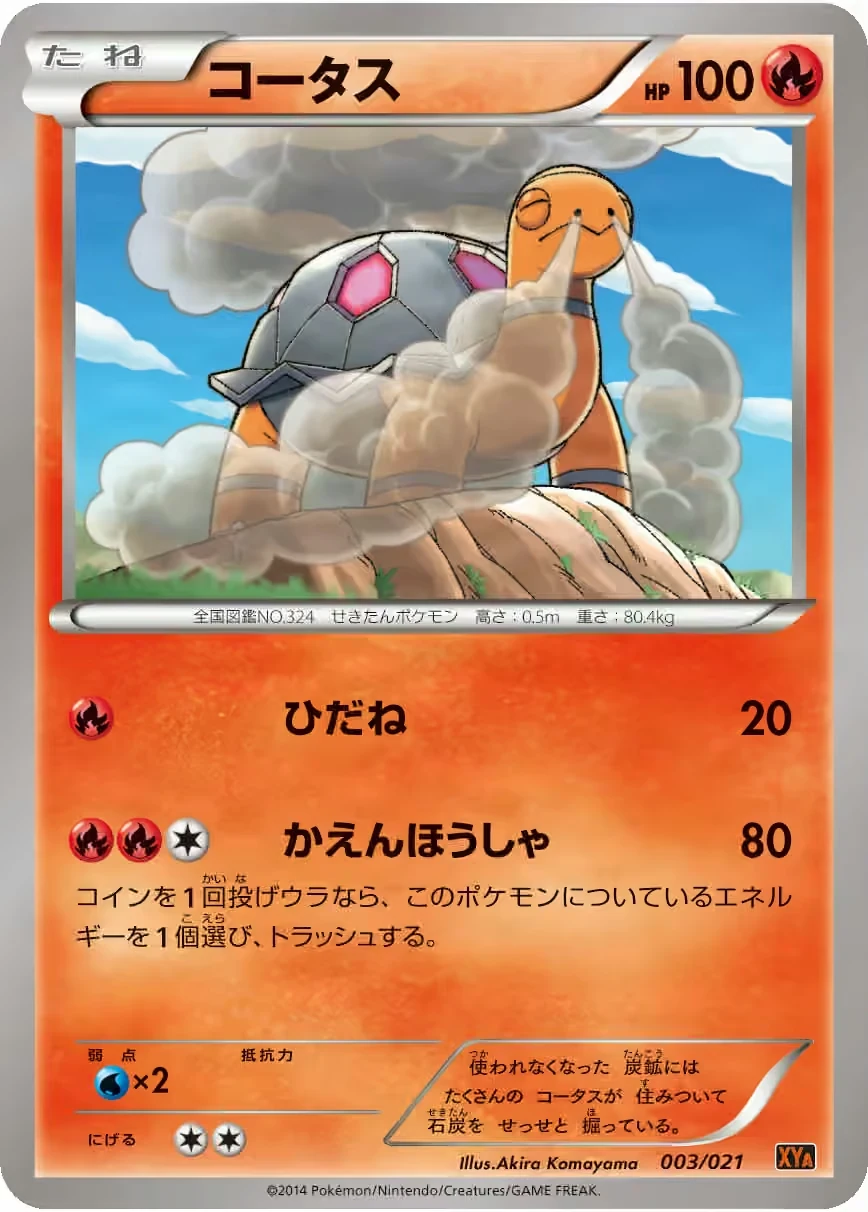 たね コータス HP 100
全国図鑑NO.324 せきたんポケモン 高さ：0.5m 重さ：80.4kg
ひだね 20
かえんほうしゃ 80
コインを1回投げウラなら、このポケモンについているエネル
ギーを1個選び、トラッシュする。
弱点 抵抗力
×2
にげる
使われなくなった 炭鉱には
たくさんの コータスが 住みついて
石炭を せっせと 掘っている。
Illus.Akira Komayama 003/021 XYA
©2014 Pokémon/Nintendo/Creatures/GAME FREAK.